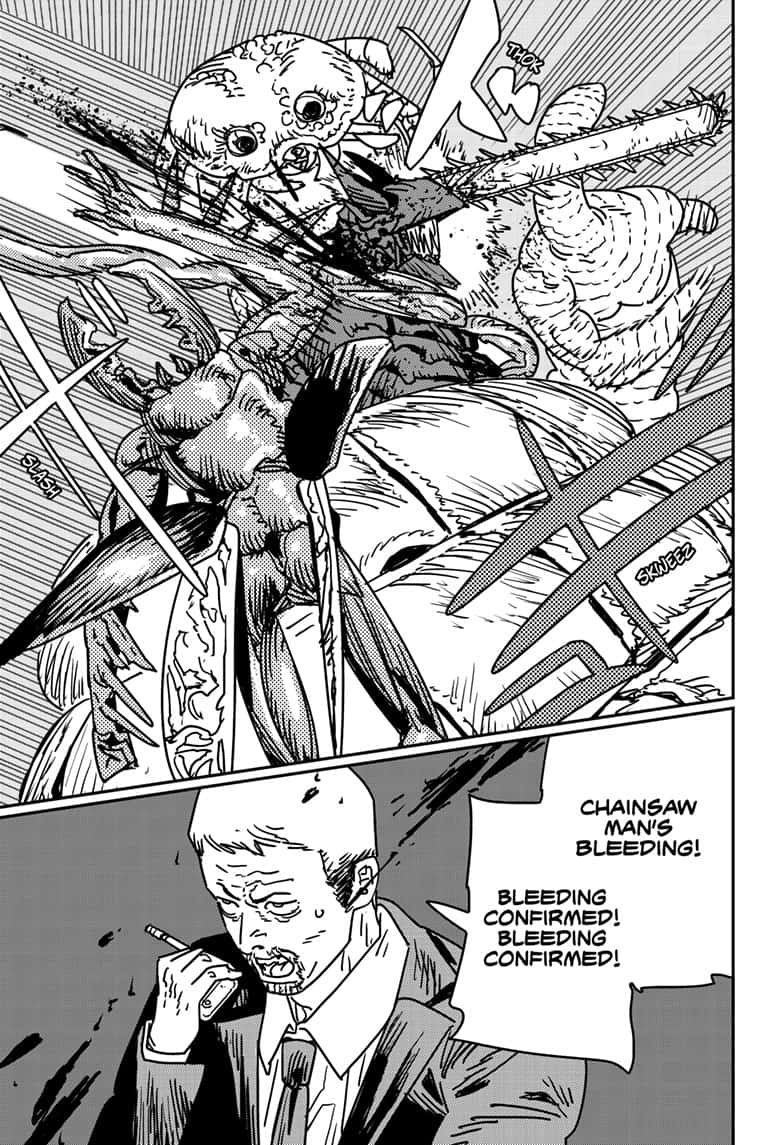 THOK
SLASH
SKWEEZ
CHAINSAW
MAN'S
BLEEDING!
BLEEDING
CONFIRMED!
BLEEDING
CONFIRMED!